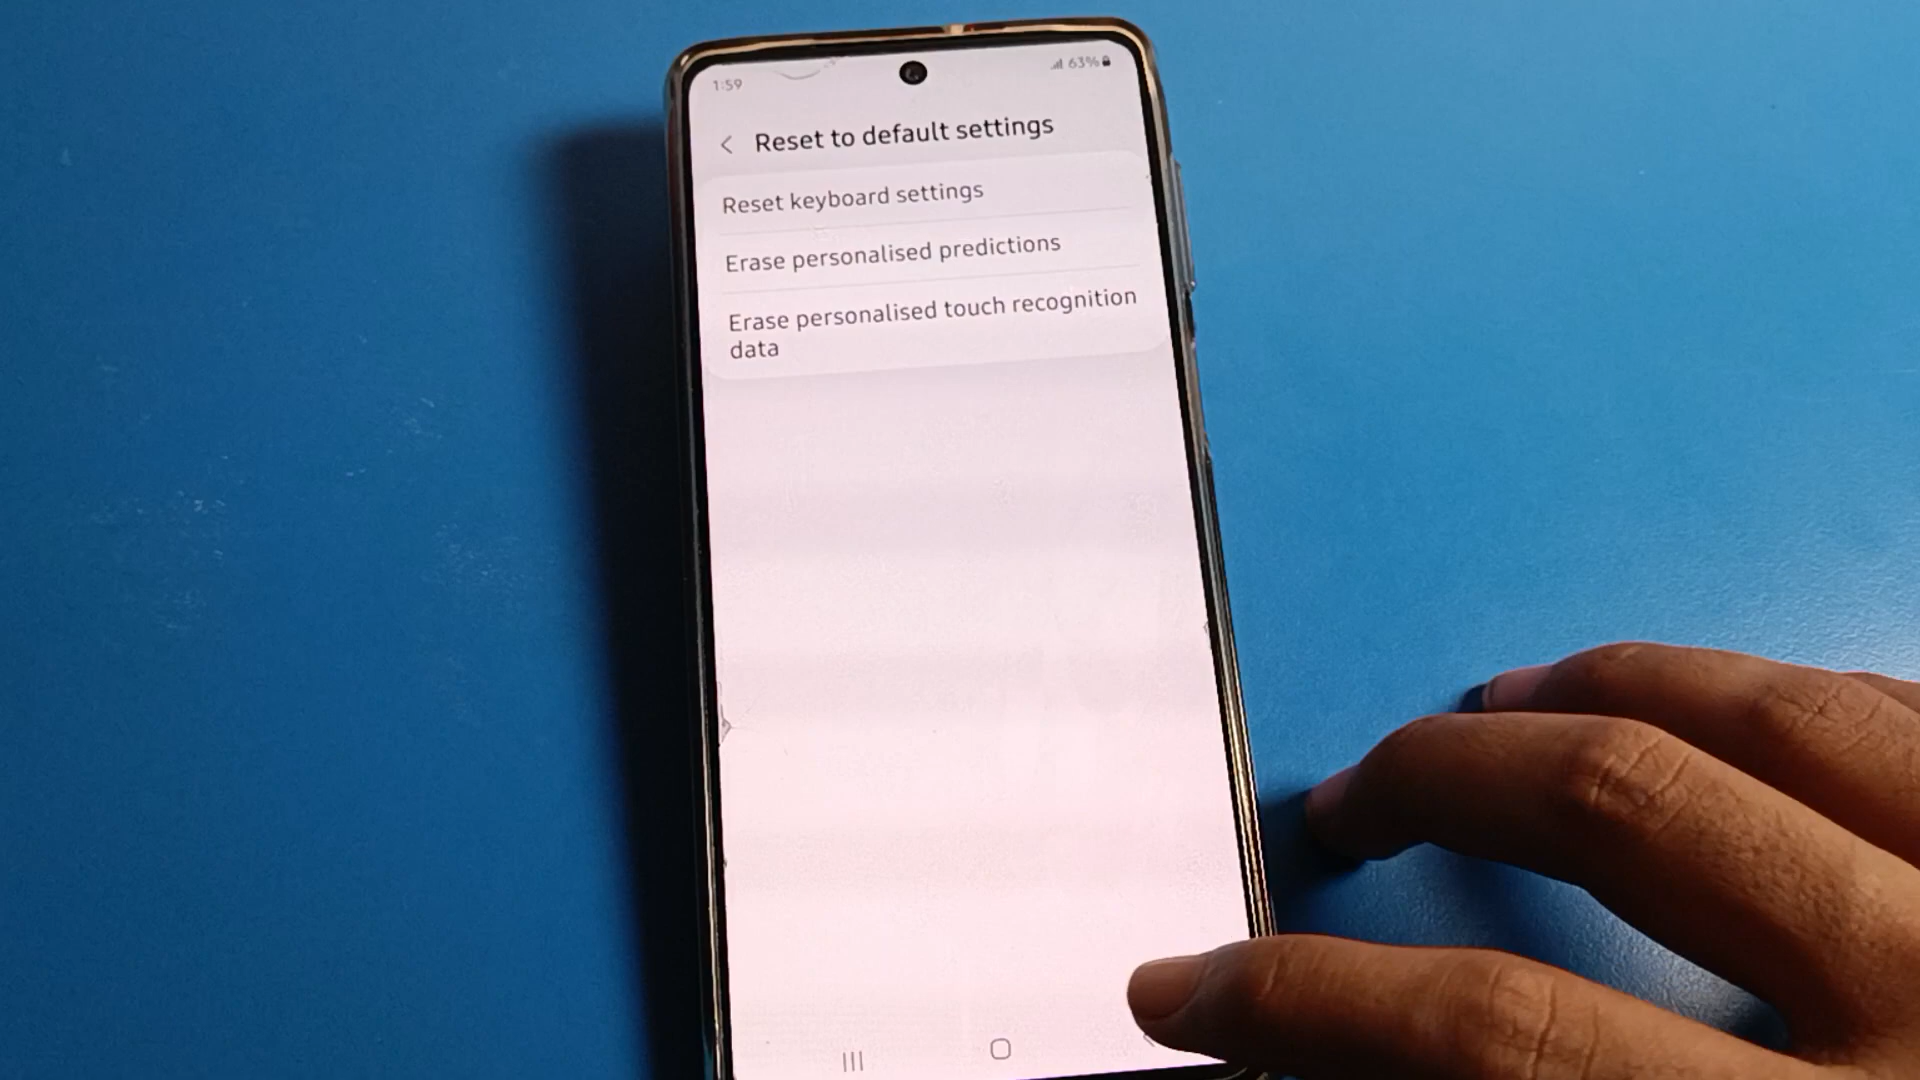 1:59
63%
Reset to default settings
Reset keyboard settings
Erase personalised predictions
Erase personalised touch recognition
data